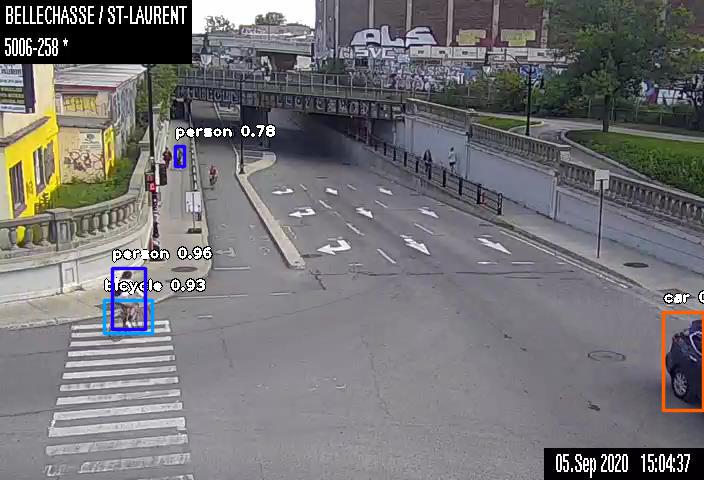 BELLECHASSE / ST-LAURENT
5006-258 *
person 0.78
person 0.96
bicycle 0.93
car
05.Sep 2020 15:04:37